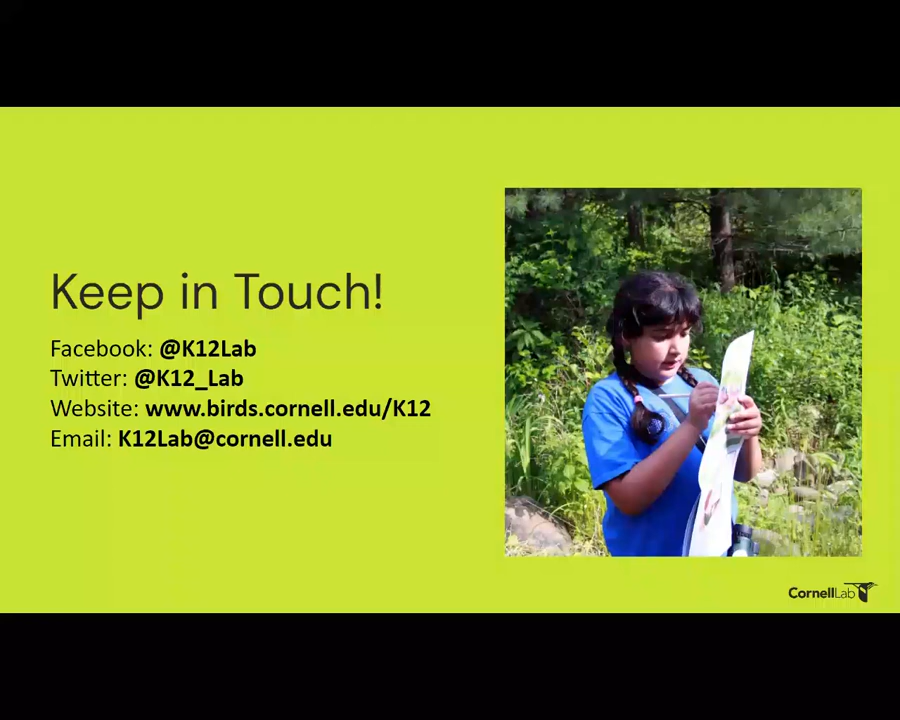 Keep in Touch!
Facebook: @K12Lab
Twitter: @K12_Lab
Website: www.birds.cornell.edu/K12
Email: K12Lab@cornell.edu
CornellLab